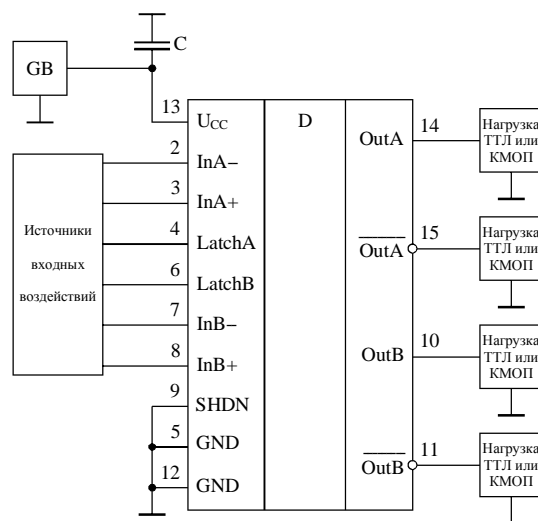 C
GB
13
U_CC
D
14
OutA
Нагрузка
ТТЛ или
КМОП
2
InA−
3
InA+
15
OutA
Нагрузка
ТТЛ или
КМОП
Источники
входных
воздействий
4
LatchA
6
LatchB
7
InB−
10
OutB
Нагрузка
ТТЛ или
КМОП
8
InB+
9
SHDN
5
GND
11
OutB
Нагрузка
ТТЛ или
КМОП
12
GND